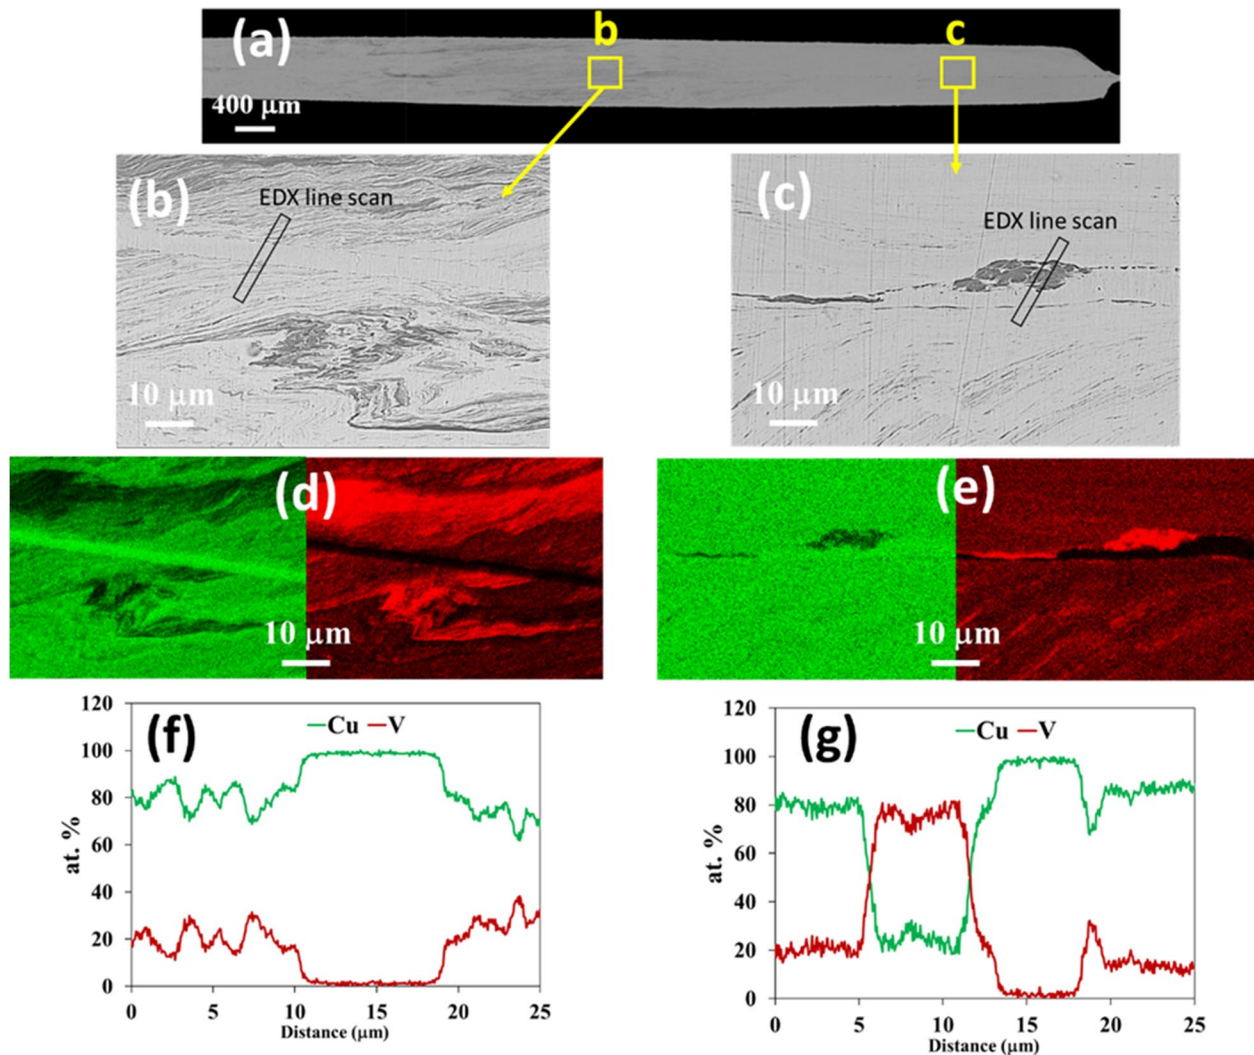 (a)
b
c
400 μm
(b)
EDX line scan
10 μm
(c)
EDX line scan
10 μm
(d)
10 μm
(e)
10 μm
120
100
80
60
40
20
0
at. %
(f)
Cu V
0 5 10 15 20 25
Distance (μm)
120
100
80
60
40
20
0
at. %
(g)
Cu V
0 5 10 15 20 25
Distance (μm)